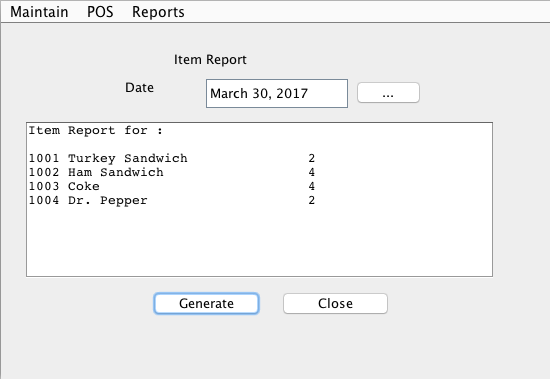 Maintain POS Reports
Item Report
Date March 30, 2017 ...
Item Report for :
1001 Turkey Sandwich 2
1002 Ham Sandwich 4
1003 Coke 4
1004 Dr. Pepper 2
Generate Close